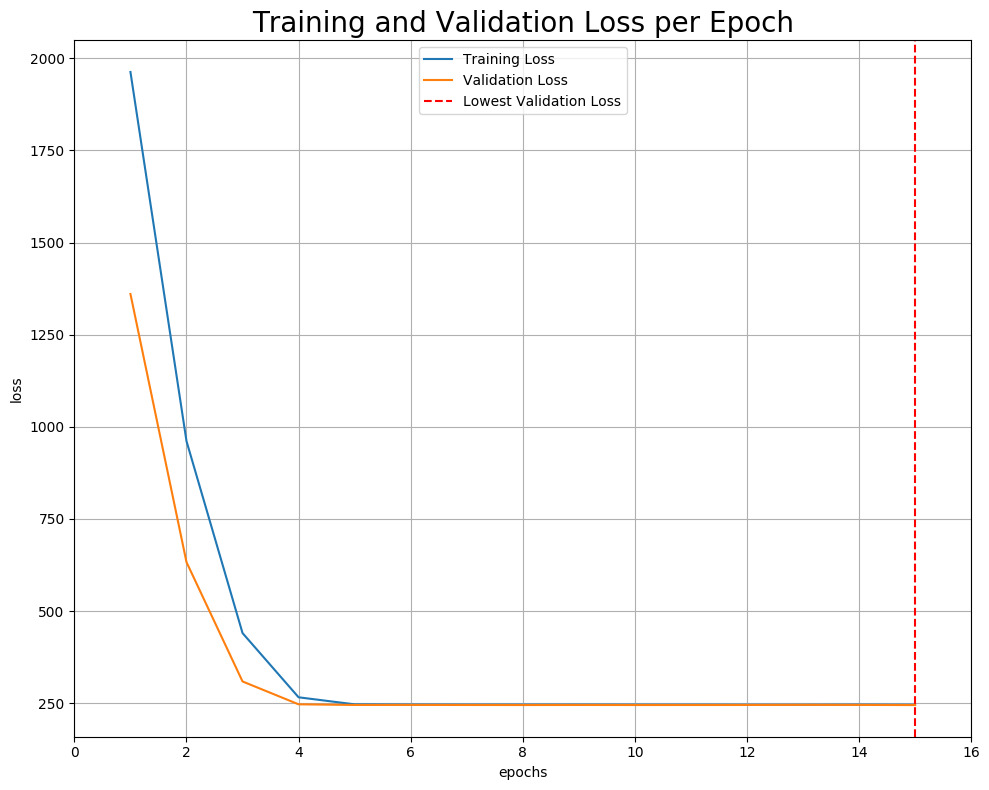 Training and Validation Loss per Epoch
Training Loss
Validation Loss
Lowest Validation Loss
loss
2000
1750
1500
1250
1000
750
500
250
0 2 4 6 8 10 12 14 16
epochs